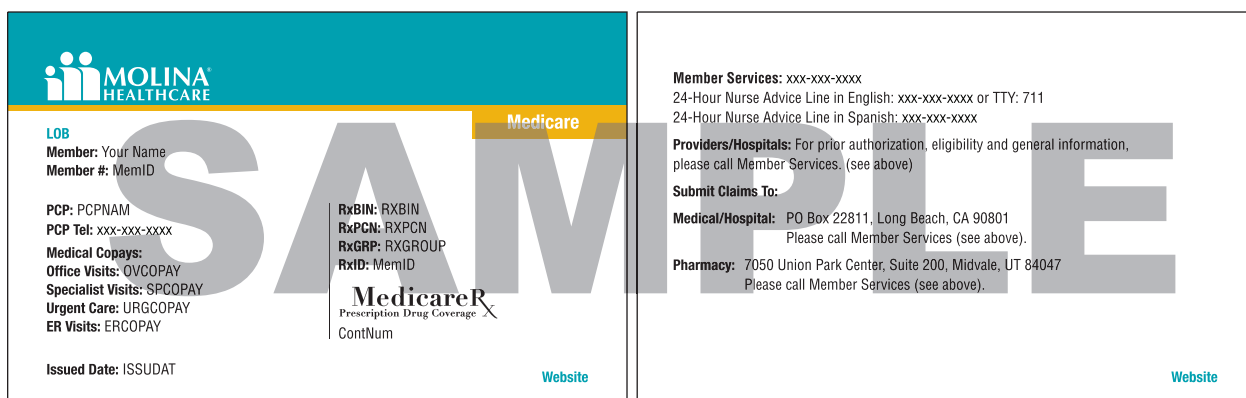 MOLINA®
HEALTHCARE
Medicare
LOB
Member: Your Name
Member #: MemID
PCP: PCPNAM
PCP Tel: xxx-xxx-xxxx
Medical Copays:
Office Visits: OVCOPAY
Specialist Visits: SPCOPAY
Urgent Care: URGCOPAY
ER Visits: ERCOPAY
Issued Date: ISSUDAT
RxBIN: RXBIN
RxPCN: RXPCN
RxGRP: RXGROUP
RxID: MemID
MedicareRx
Prescription Drug Coverage
ContNum
Website
Member Services: xxx-xxx-xxxx
24-Hour Nurse Advice Line in English: xxx-xxx-xxxx or TTY: 711
24-Hour Nurse Advice Line in Spanish: xxx-xxx-xxxx
Providers/Hospitals: For prior authorization, eligibility and general information,
please call Member Services. (see above)
Submit Claims To:
Medical/Hospital: PO Box 22811, Long Beach, CA 90801
Please call Member Services (see above).
Pharmacy: 7050 Union Park Center, Suite 200, Midvale, UT 84047
Please call Member Services (see above).
Website
SAMPLE